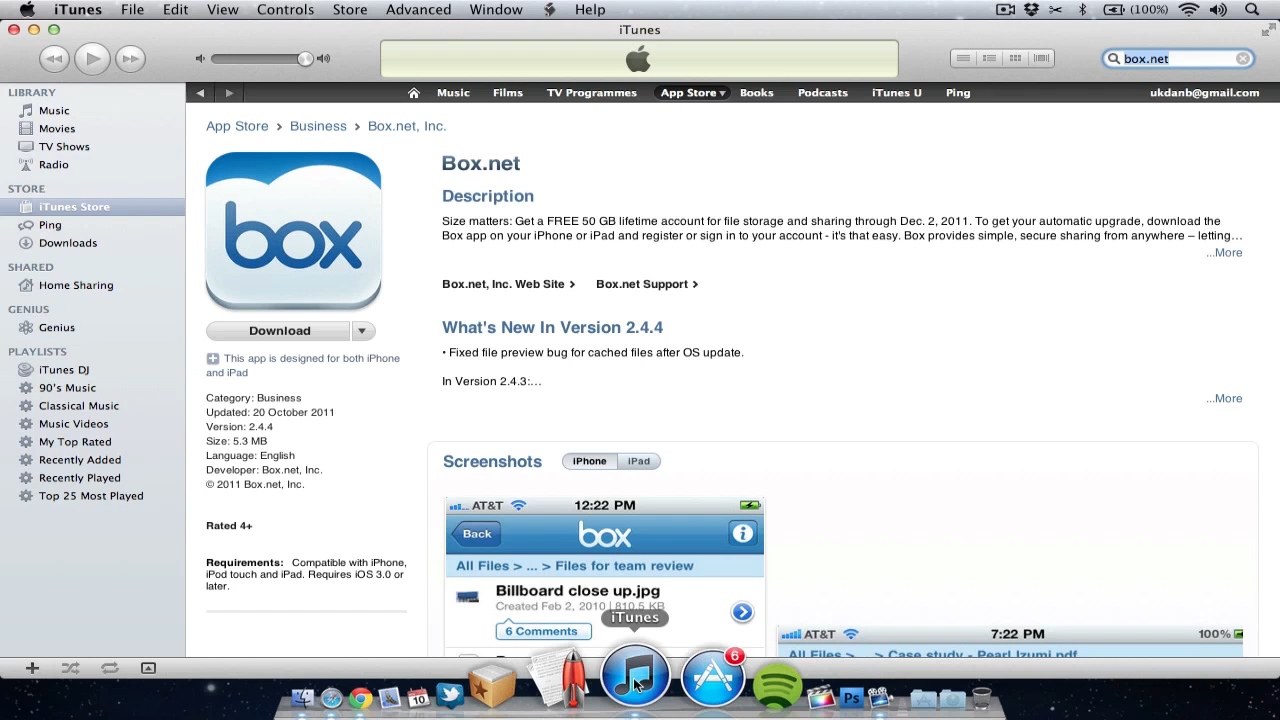 iTunes File Edit View Controls Store Advanced Window Help (100%)
iTunes
box.net
LIBRARY
Music
Movies
TV Shows
Radio
STORE
iTunes Store
Ping
Downloads
SHARED
Home Sharing
GENIUS
Genius
PLAYLISTS
iTunes DJ
90's Music
Classical Music
Music Videos
My Top Rated
Recently Added
Recently Played
Top 25 Most Played
Music Films TV Programmes App Store Books Podcasts iTunes U Ping ukdanb@gmail.com
App Store > Business > Box.net, Inc.
box
Download
This app is designed for both iPhone
and iPad
Category: Business
Updated: 20 October 2011
Version: 2.4.4
Size: 5.3 MB
Language: English
Developer: Box.net, Inc.
© 2011 Box.net, Inc.
Rated 4+
Requirements: Compatible with iPhone,
iPod touch and iPad. Requires iOS 3.0 or
later.
Box.net
Description
Size matters: Get a FREE 50 GB lifetime account for file storage and sharing through Dec. 2, 2011. To get your automatic upgrade, download the
Box app on your iPhone or iPad and register or sign in to your account - it's that easy. Box provides simple, secure sharing from anywhere – letting...
...More
Box.net, Inc. Web Site > Box.net Support >
What's New In Version 2.4.4
• Fixed file preview bug for cached files after OS update.
In Version 2.4.3:...
...More
Screenshots iPhone iPad
AT&T 12:22 PM
Back box i
All Files > ... > Files for team review
Billboard close up.jpg
Created Feb 2, 2010 | 810.5 KB
6 Comments
AT&T 7:22 PM 100%
All Files > ... > Case study - Pearl Izumi.pdf
iTunes
6
10
Ps